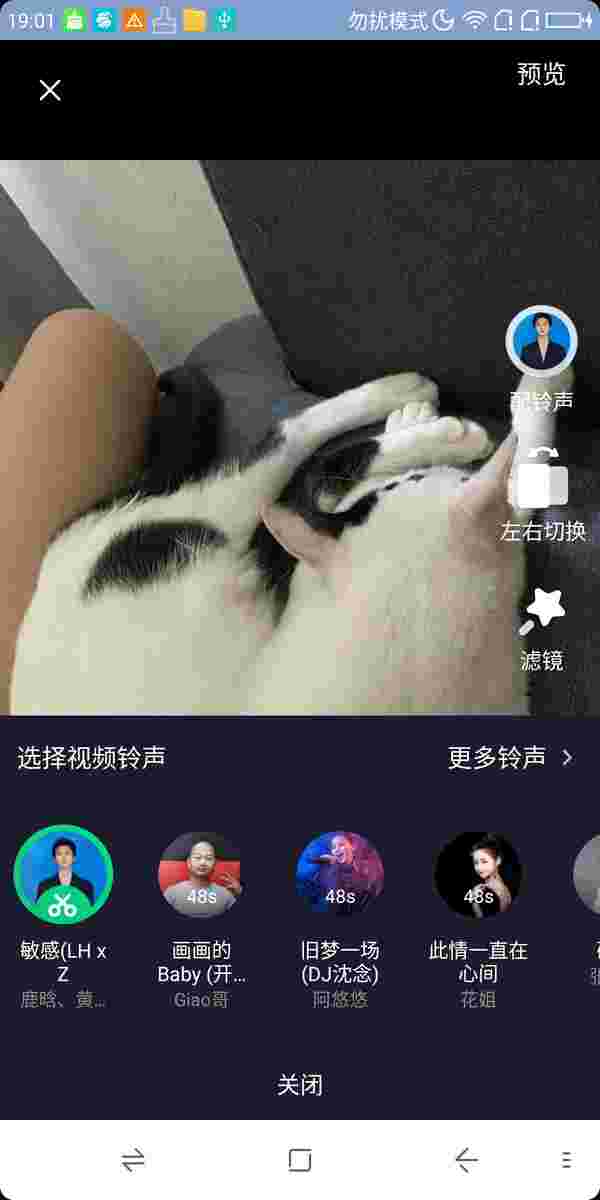 19:01 勿扰模式
预览
配铃声
左右切换
滤镜
选择视频铃声 更多铃声
48s 48s 48s
敏感(LH x Z
鹿晗、黄...
画画的 Baby (开...
Giao哥
旧梦一场 (DJ沈念)
阿悠悠
此情一直在心间
花姐
关闭